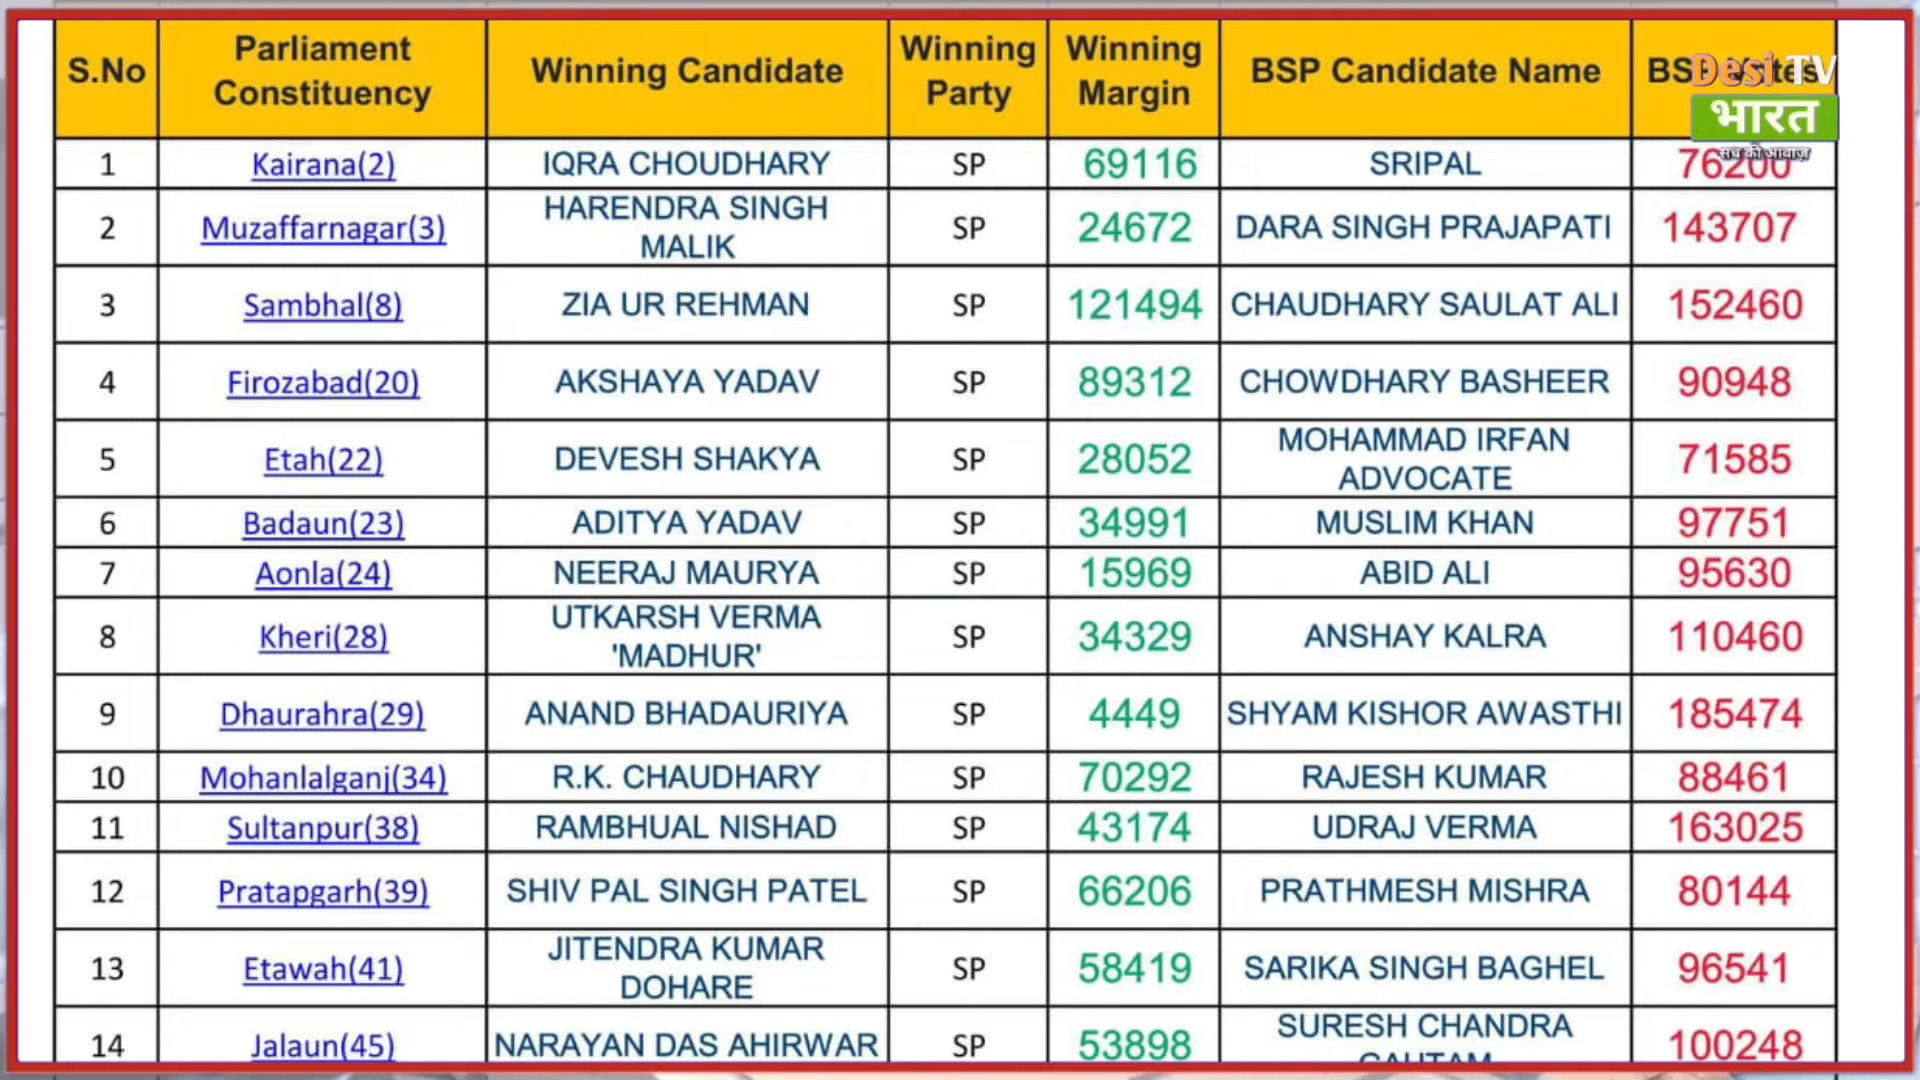 S.No Parliament Constituency Winning Candidate Winning Party Winning Margin BSP Candidate Name
Desi TV
भारत
सच की आवाज़
1 Kairana(2) IQRA CHOUDHARY SP 69116 SRIPAL 76200
2 Muzaffarnagar(3) HARENDRA SINGH MALIK SP 24672 DARA SINGH PRAJAPATI 143707
3 Sambhal(8) ZIA UR REHMAN SP 121494 CHAUDHARY SAULAT ALI 152460
4 Firozabad(20) AKSHAYA YADAV SP 89312 CHOWDHARY BASHEER 90948
5 Etah(22) DEVESH SHAKYA SP 28052 MOHAMMAD IRFAN ADVOCATE 71585
6 Badaun(23) ADITYA YADAV SP 34991 MUSLIM KHAN 97751
7 Aonla(24) NEERAJ MAURYA SP 15969 ABID ALI 95630
8 Kheri(28) UTKARSH VERMA 'MADHUR' SP 34329 ANSHAY KALRA 110460
9 Dhaurahra(29) ANAND BHADAURIYA SP 4449 SHYAM KISHOR AWASTHI 185474
10 Mohanlalganj(34) R.K. CHAUDHARY SP 70292 RAJESH KUMAR 88461
11 Sultanpur(38) RAMBHUAL NISHAD SP 43174 UDRAJ VERMA 163025
12 Pratapgarh(39) SHIV PAL SINGH PATEL SP 66206 PRATHMESH MISHRA 80144
13 Etawah(41) JITENDRA KUMAR DOHARE SP 58419 SARIKA SINGH BAGHEL 96541
14 Jalaun(45) NARAYAN DAS AHIRWAR SP 53898 SURESH CHANDRA GAUTAM 100248